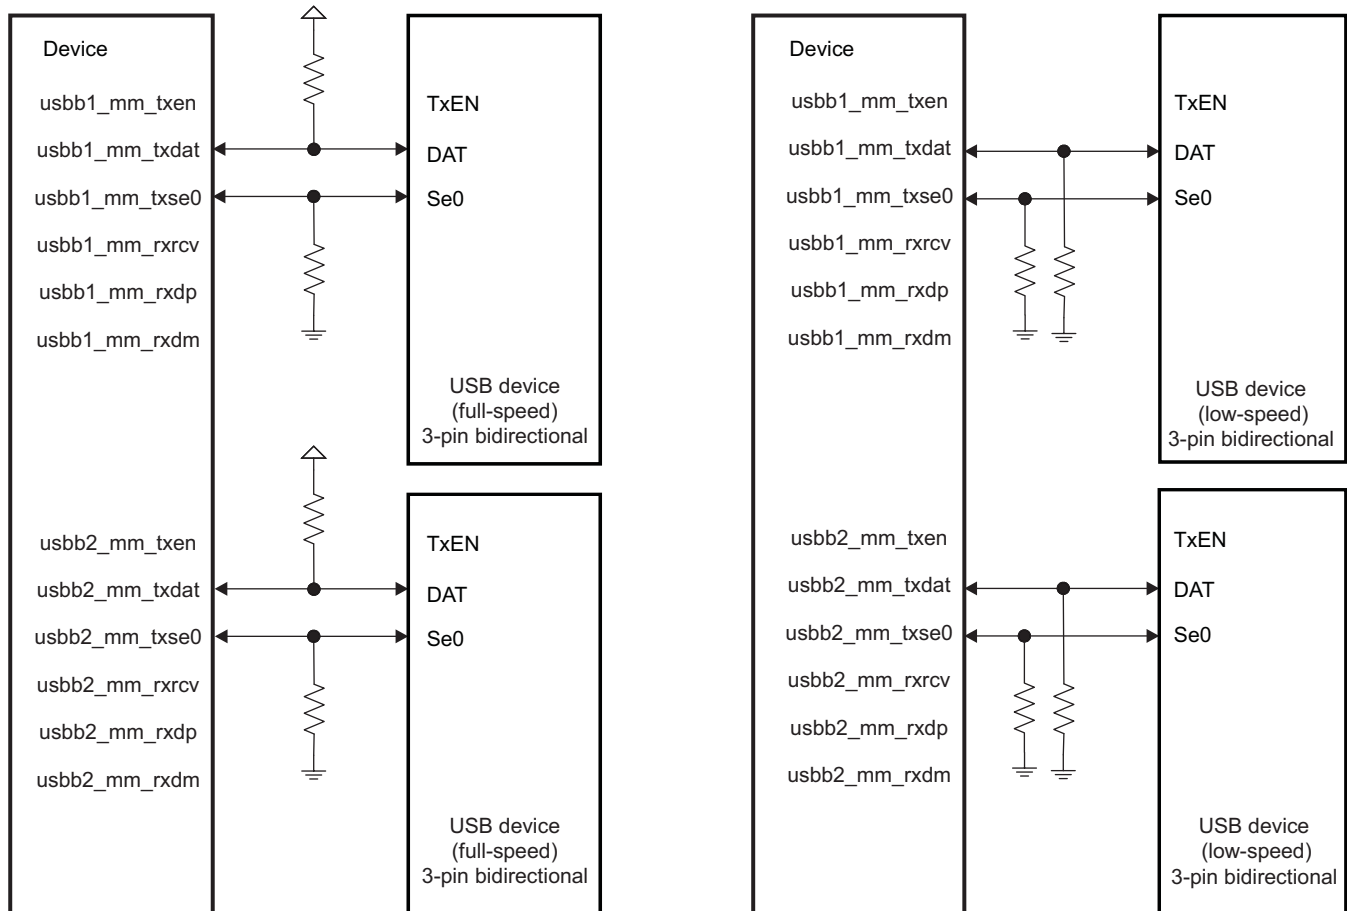 Device
usbb1_mm_txen
usbb1_mm_txdat
usbb1_mm_txse0
usbb1_mm_rxrcv
usbb1_mm_rxdp
usbb1_mm_rxdm
TxEN
DAT
Se0
USB device
(full-speed)
3-pin bidirectional
usbb2_mm_txen
usbb2_mm_txdat
usbb2_mm_txse0
usbb2_mm_rxrcv
usbb2_mm_rxdp
usbb2_mm_rxdm
TxEN
DAT
Se0
USB device
(full-speed)
3-pin bidirectional
Device
usbb1_mm_txen
usbb1_mm_txdat
usbb1_mm_txse0
usbb1_mm_rxrcv
usbb1_mm_rxdp
usbb1_mm_rxdm
TxEN
DAT
Se0
USB device
(low-speed)
3-pin bidirectional
usbb2_mm_txen
usbb2_mm_txdat
usbb2_mm_txse0
usbb2_mm_rxrcv
usbb2_mm_rxdp
usbb2_mm_rxdm
TxEN
DAT
Se0
USB device
(low-speed)
3-pin bidirectional